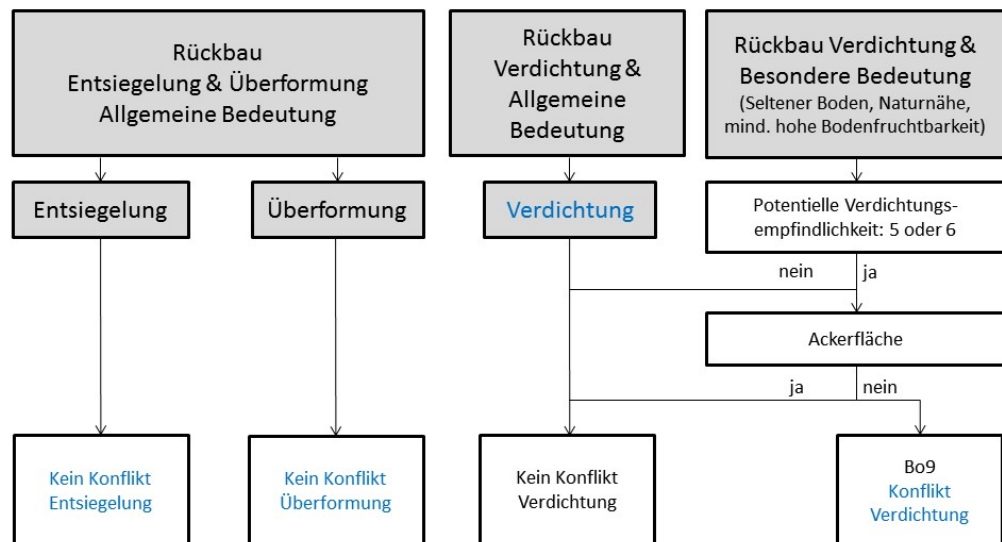 Rückbau
Entsiegelung & Überformung
Allgemeine Bedeutung
Rückbau
Verdichtung &
Allgemeine
Bedeutung
Rückbau Verdichtung &
Besondere Bedeutung
(Seltener Boden, Naturnähe,
mind. hohe Bodenfruchtbarkeit)
Entsiegelung
Überformung
Verdichtung
Potentielle Verdichtungs-
empfindlichkeit: 5 oder 6
nein
ja
Ackerfläche
ja
nein
Kein Konflikt
Entsiegelung
Kein Konflikt
Überformung
Kein Konflikt
Verdichtung
Bo9
Konflikt
Verdichtung